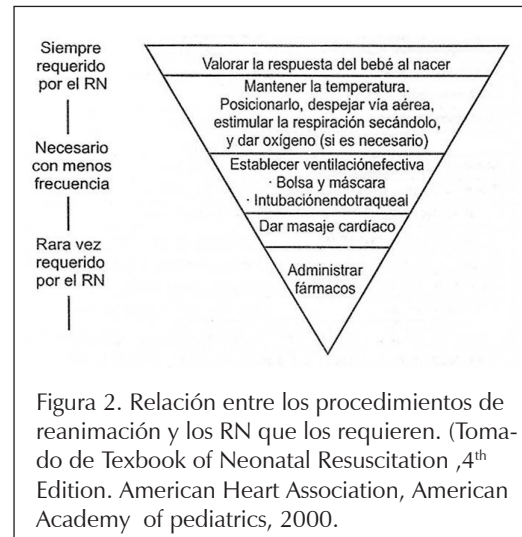 Siempre
requerido
por el RN
Necesario
con menos
frecuencia
Rara vez
requerido
por el RN
Valorar la respuesta del bebé al nacer
Mantener la temperatura.
Posicionarlo, despejar vía aérea,
estimular la respiración secándolo,
y dar oxígeno (si es necesario)
Establecer ventilaciónefectiva
· Bolsa y máscara
· Intubaciónendotraqueal
Dar masaje cardíaco
Administrar
fármacos
Figura 2. Relación entre los procedimientos de
reanimación y los RN que los requieren. (Toma-
do de Texbook of Neonatal Resuscitation ,4th
Edition. American Heart Association, American
Academy of pediatrics, 2000.